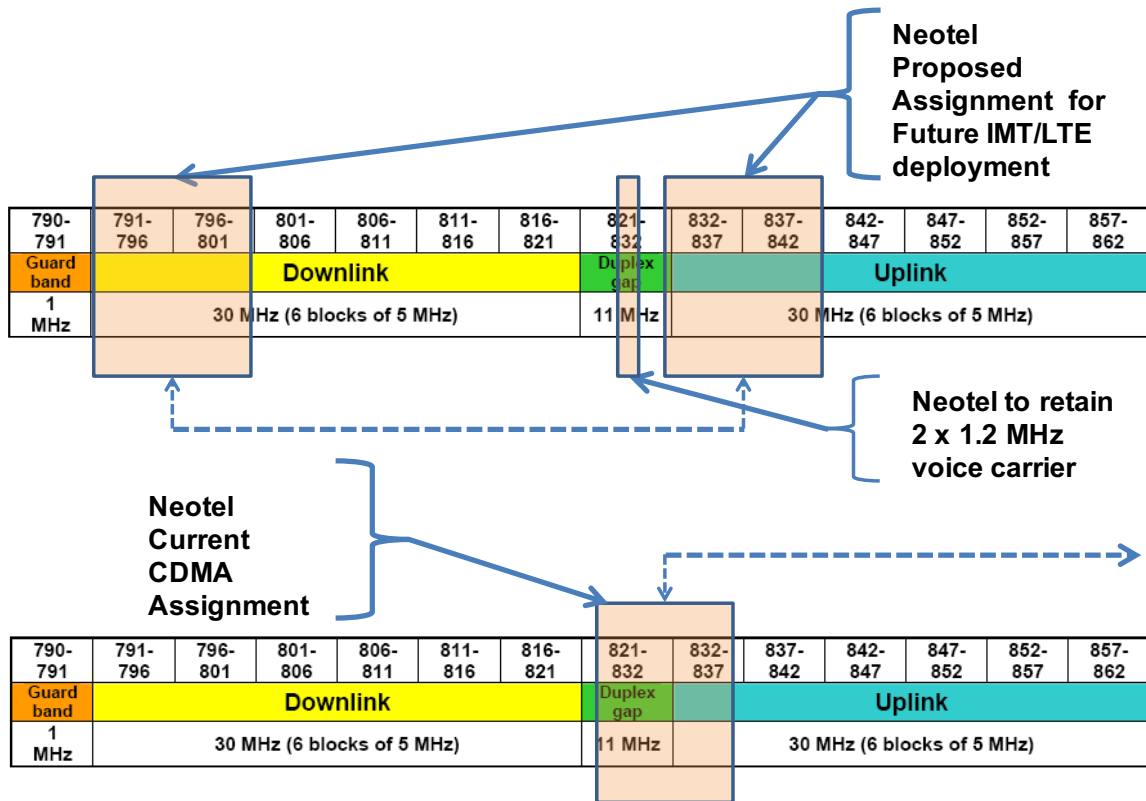 Neotel
Proposed
Assignment for
Future IMT/LTE
deployment
790-
791
791-
796
796-
801
801-
806
806-
811
811-
816
816-
821
821-
832
832-
837
837-
842
842-
847
847-
852
852-
857
857-
862
Guard
band
Downlink
Duplex
gap
Uplink
1
MHz
30 MHz (6 blocks of 5 MHz)
11 MHz
30 MHz (6 blocks of 5 MHz)
Neotel to retain
2 x 1.2 MHz
voice carrier
Neotel
Current
CDMA
Assignment
790-
791
791-
796
796-
801
801-
806
806-
811
811-
816
816-
821
821-
832
832-
837
837-
842
842-
847
847-
852
852-
857
857-
862
Guard
band
Downlink
Duplex
gap
Uplink
1
MHz
30 MHz (6 blocks of 5 MHz)
11 MHz
30 MHz (6 blocks of 5 MHz)